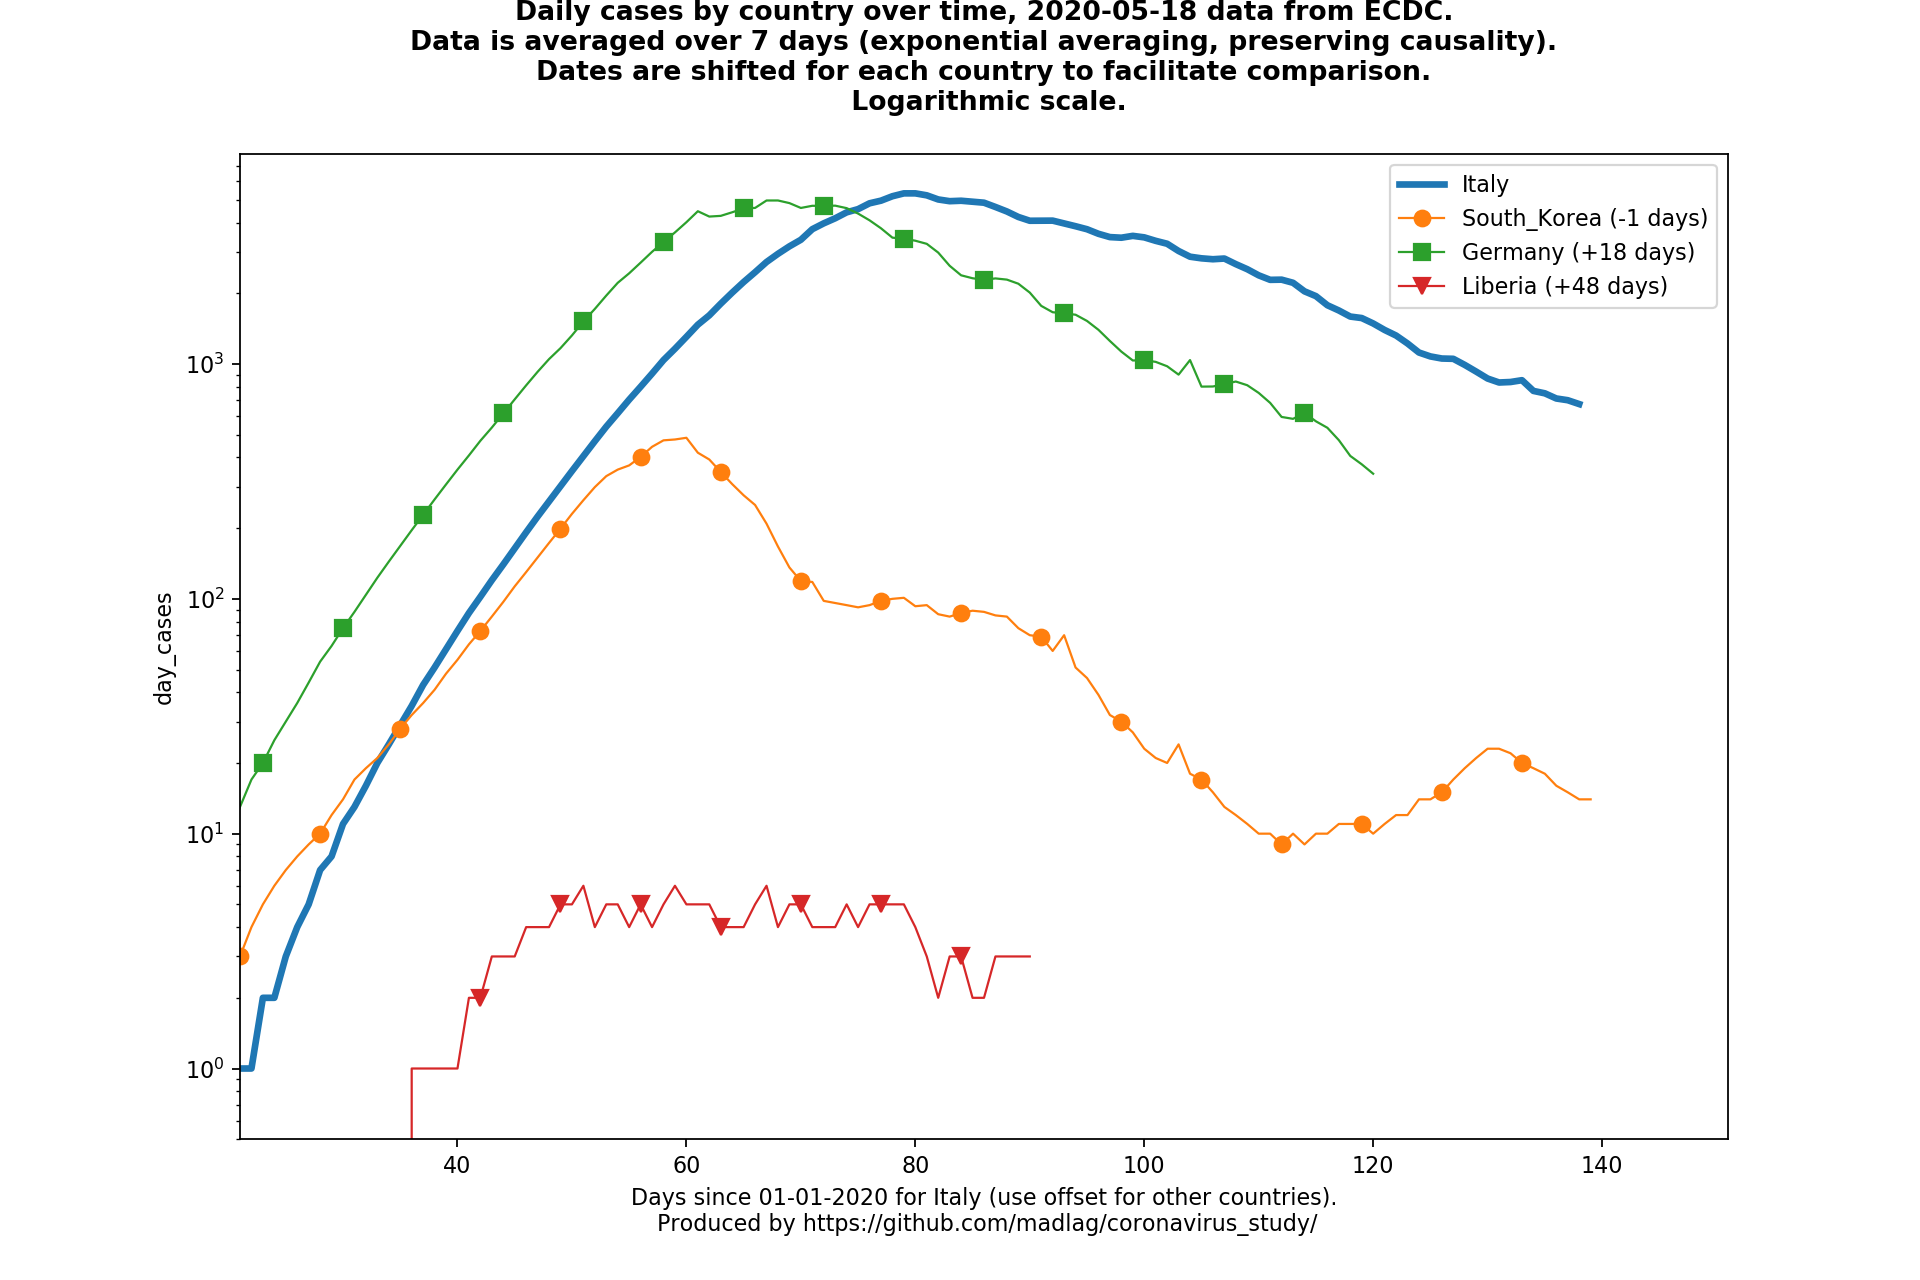 Daily cases by country over time, 2020-05-18 data from ECDC.
Data is averaged over 7 days (exponential averaging, preserving causality).
Dates are shifted for each country to facilitate comparison.
Logarithmic scale.
Italy
South_Korea (-1 days)
Germany (+18 days)
Liberia (+48 days)
day_cases
10³
10²
10¹
10⁰
40 60 80 100 120 140
Days since 01-01-2020 for Italy (use offset for other countries).
Produced by https://github.com/madlag/coronavirus_study/